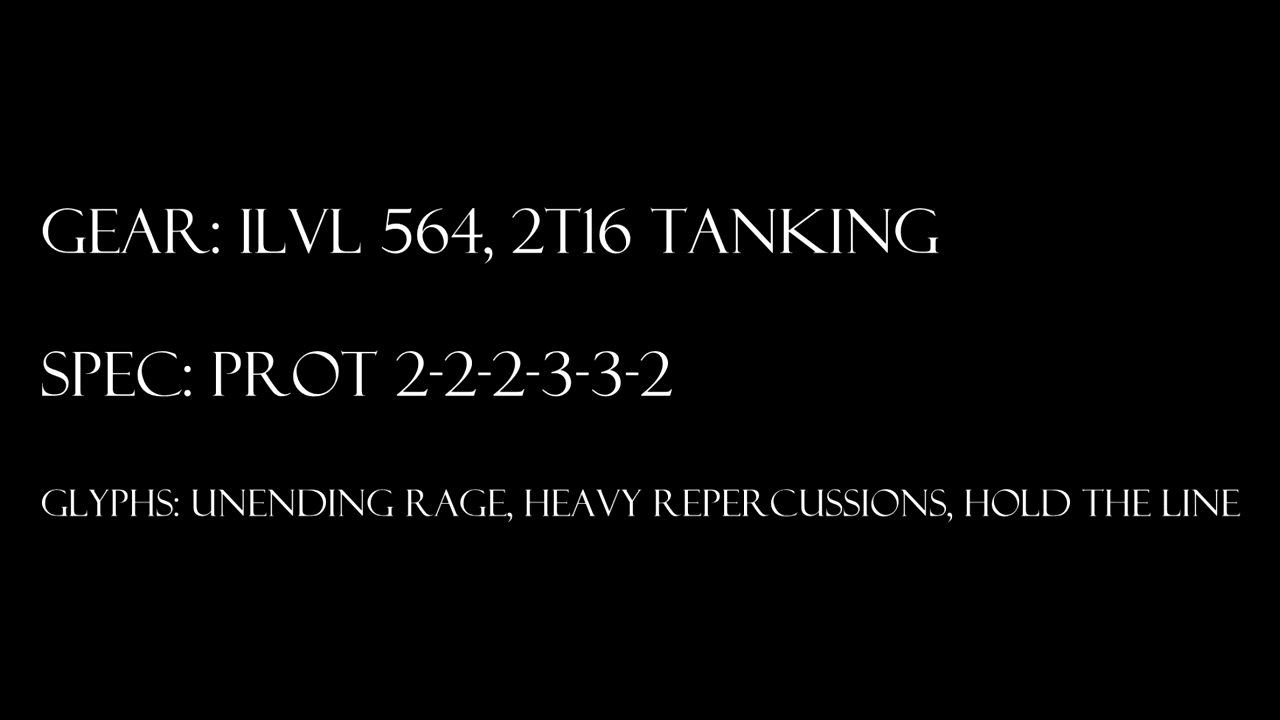 GEAR: ILVL 564, 2T16 TANKING
SPEC: PROT 2-2-2-3-3-2
GLYPHS: UNENDING RAGE, HEAVY REPERCUSSIONS, HOLD THE LINE